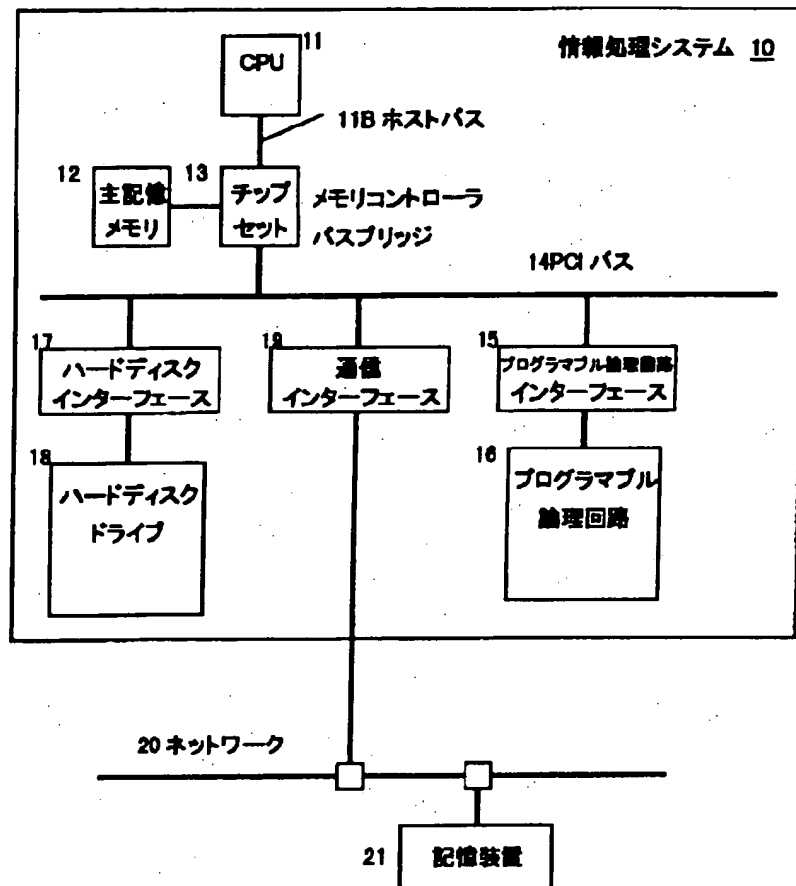 情報処理システム 10
11
CPU
11B ホストバス
12
主記憶
メモリ
13
チップ
セット
メモリコントローラ
バスブリッジ
14PCI バス
17
ハードディスク
インターフェース
19
通信
インターフェース
15
プログラマブル論理回路
インターフェース
18
ハードディスク
ドライブ
16
プログラマブル
論理回路
20 ネットワーク
21
記憶装置